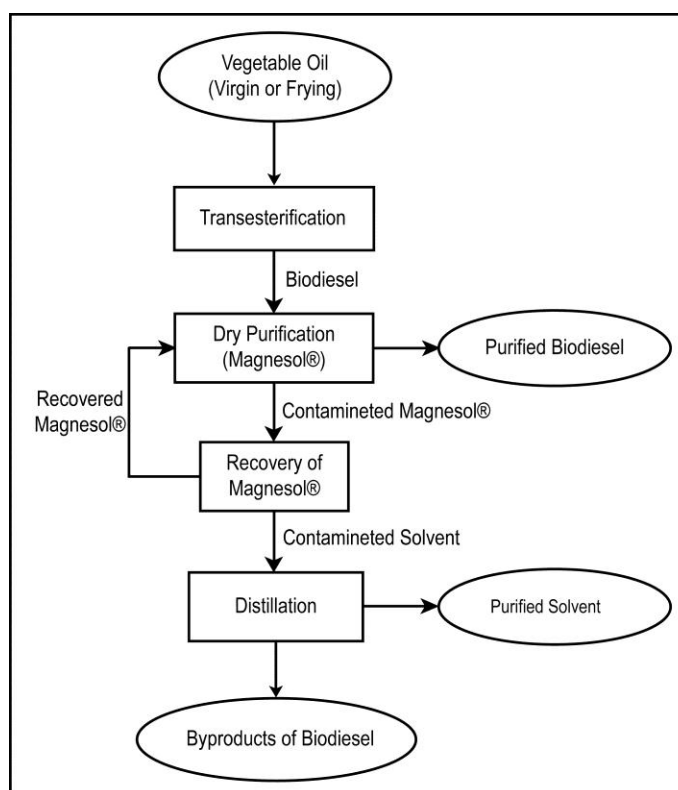 Vegetable Oil
(Virgin or Frying)
Transesterification
Biodiesel
Dry Purification
(Magnesol®)
Purified Biodiesel
Recovered
Magnesol®
Contamineted Magnesol®
Recovery of
Magnesol®
Contamineted Solvent
Distillation
Purified Solvent
Byproducts of Biodiesel